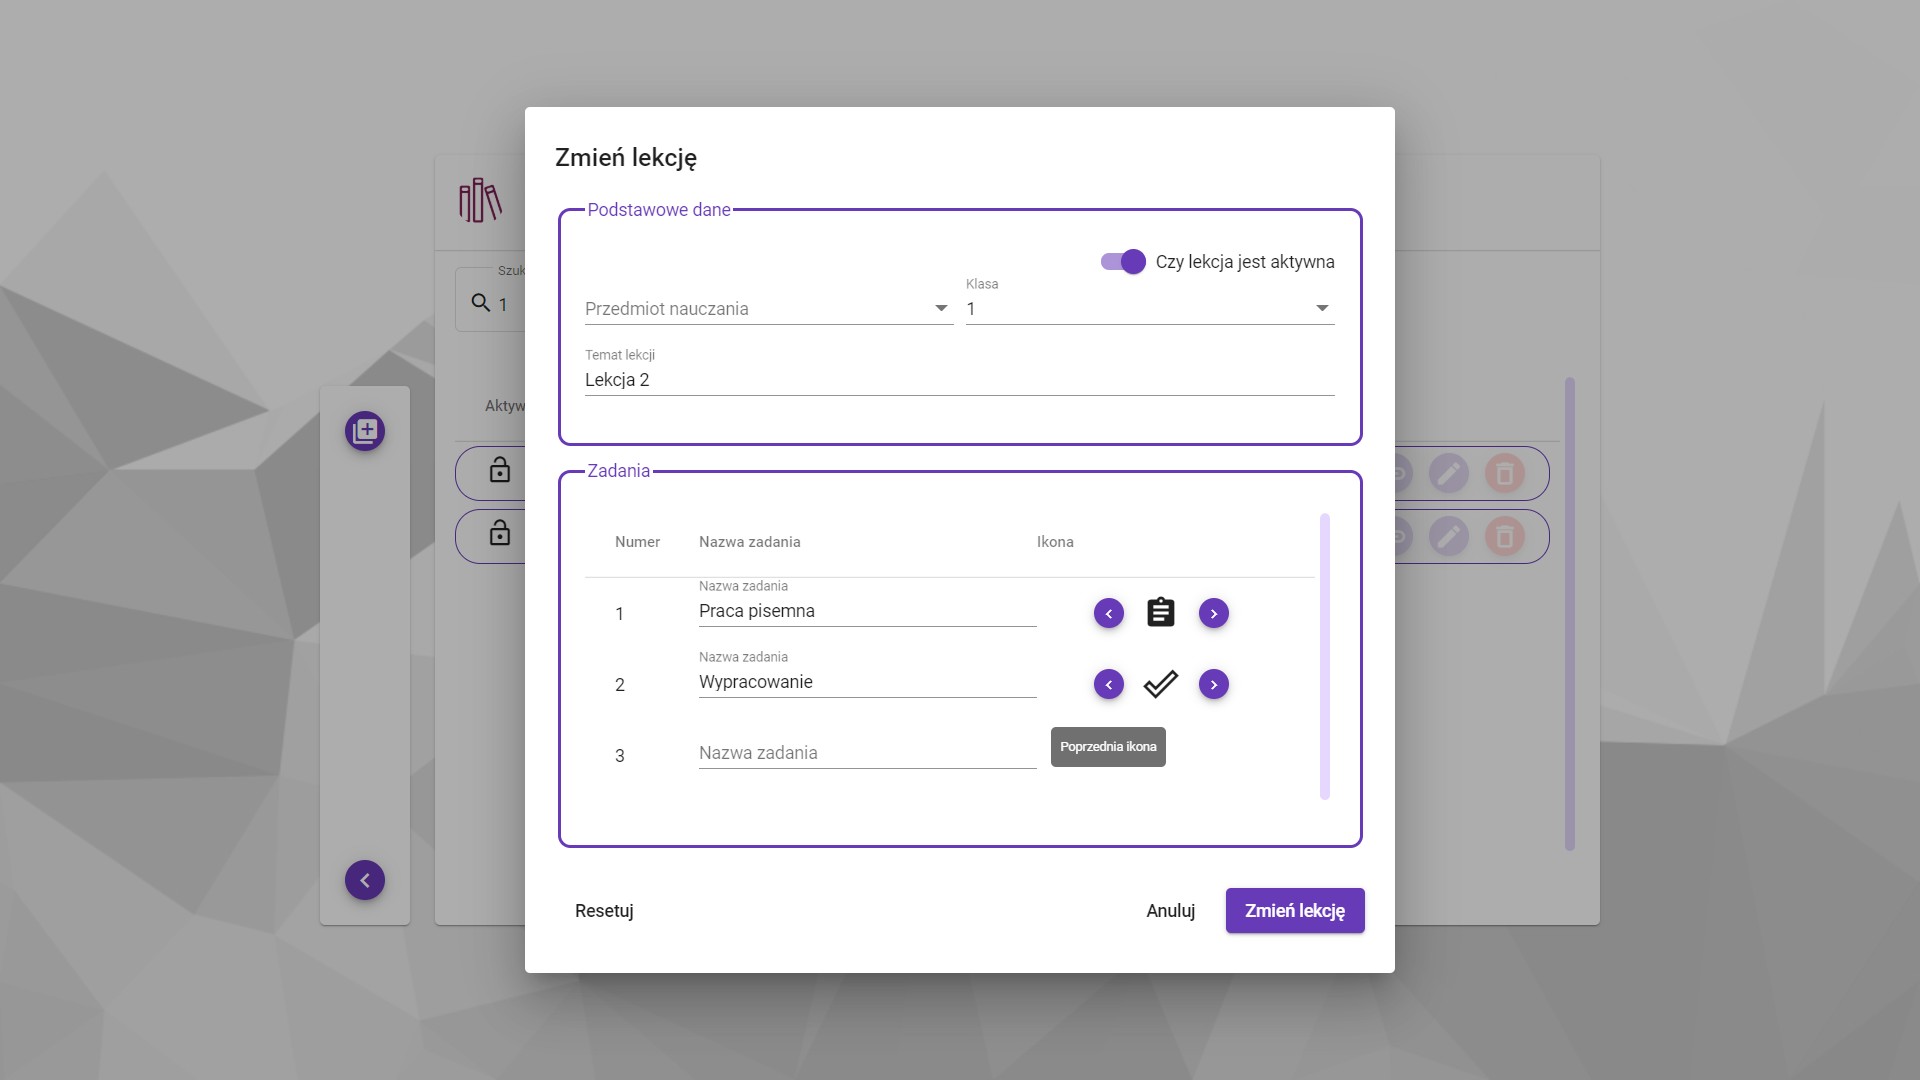 Zmień lekcję
Podstawowe dane
Czy lekcja jest aktywna
Przedmiot nauczania
Klasa
1
Temat lekcji
Lekcja 2
Zadania
Numer Nazwa zadania Ikona
Nazwa zadania
1 Praca pisemna
Nazwa zadania
2 Wypracowanie
3 Nazwa zadania
Poprzednia ikona
Resetuj Anuluj Zmień lekcję
Szuk
1
Aktyw